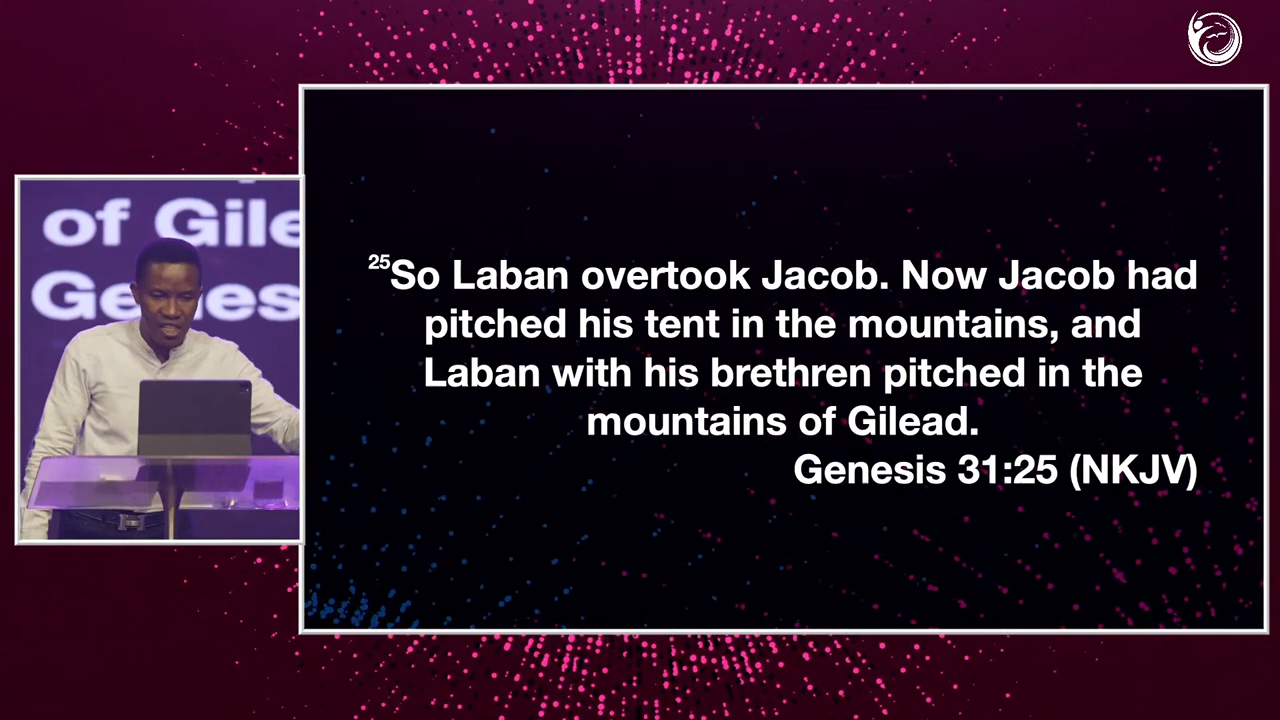 of Gile
Genes
²⁵So Laban overtook Jacob. Now Jacob had
pitched his tent in the mountains, and
Laban with his brethren pitched in the
mountains of Gilead.
Genesis 31:25 (NKJV)